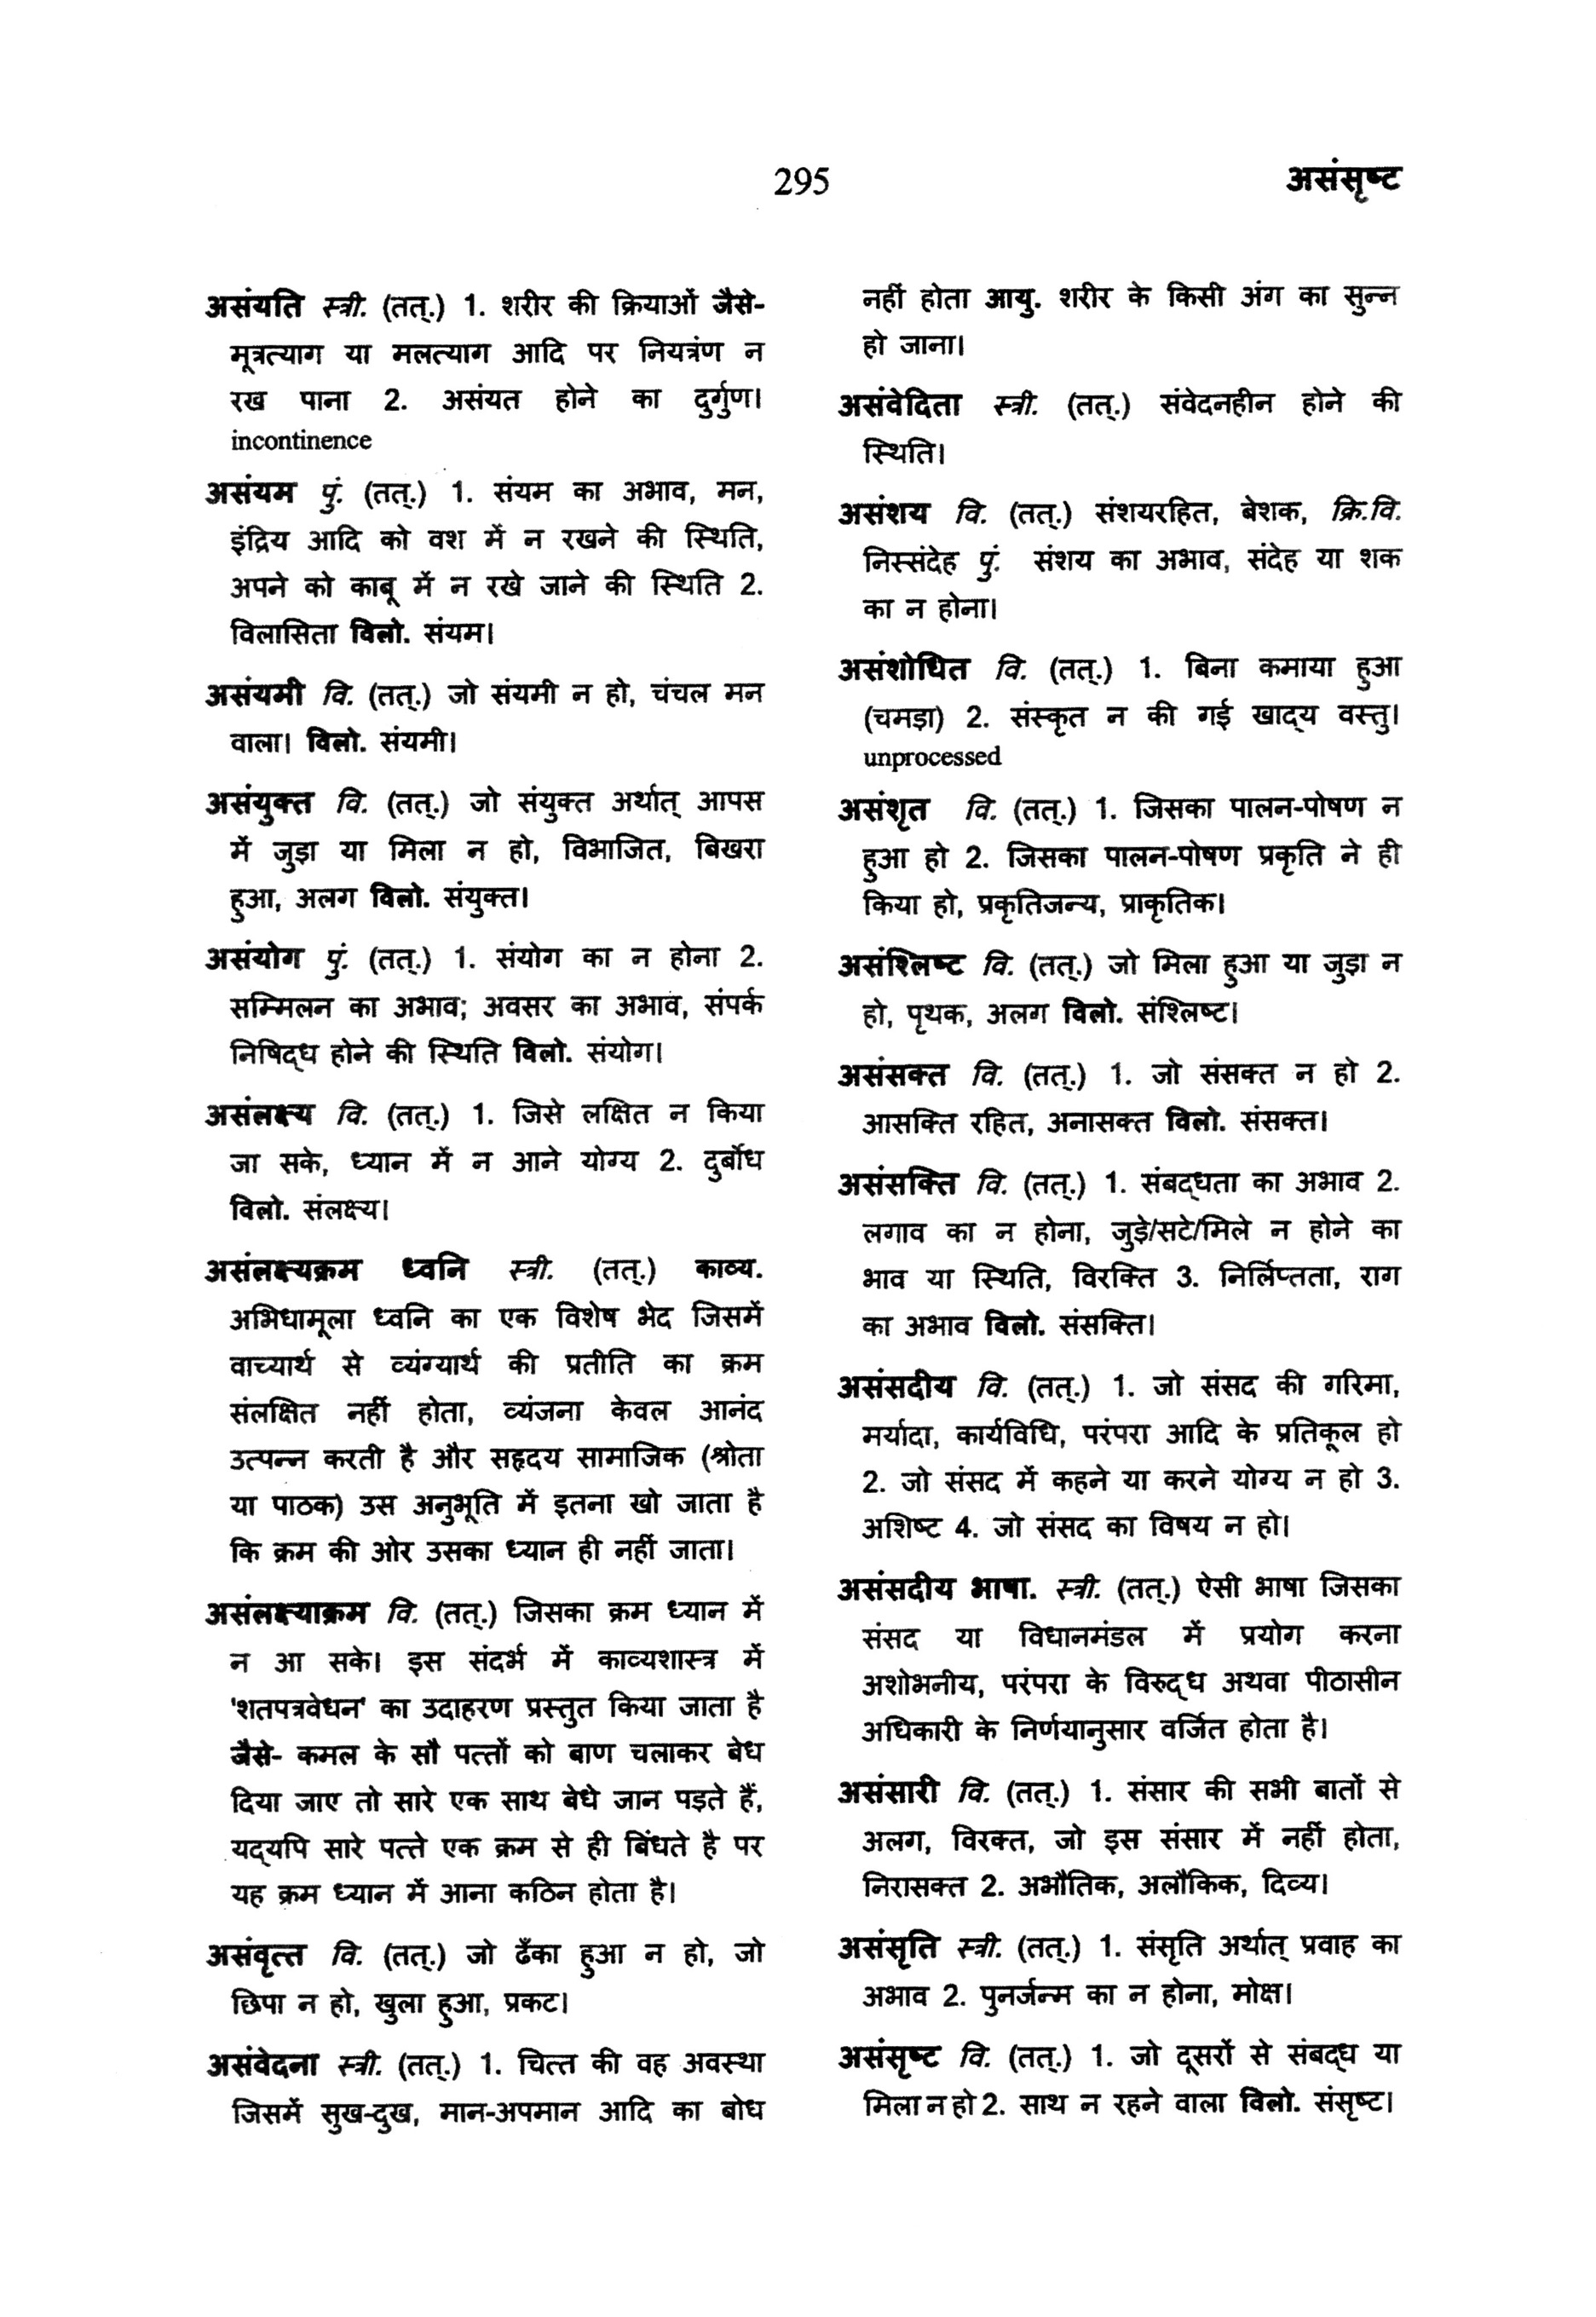 295
असंसृष्ट
असंयति स्त्री. (तत्.) 1. शरीर की क्रियाओं जैसे-
मूत्रत्याग या मलत्याग आदि पर नियत्रंण न
रख पाना 2. असंयत होने का दुर्गुण।
incontinence
असंयम पुं. (तत्.) 1. संयम का अभाव, मन,
इंद्रिय आदि को वश में न रखने की स्थिति,
अपने को काबू में न रखे जाने की स्थिति 2.
विलासिता विलो. संयम।
असंयमी वि. (तत्.) जो संयमी न हो, चंचल मन
वाला। विलो. संयमी।
असंयुक्त वि. (तत्.) जो संयुक्त अर्थात् आपस
में जुड़ा या मिला न हो, विभाजित, बिखरा
हुआ, अलग विलो. संयुक्त।
असंयोग पुं. (तत्.) 1. संयोग का न होना 2.
सम्मिलन का अभाव; अवसर का अभाव, संपर्क
निषिद्ध होने की स्थिति विलो. संयोग।
असंलक्ष्य वि. (तत्.) 1. जिसे लक्षित न किया
जा सके, ध्यान में न आने योग्य 2. दुर्बोध
विलो. संलक्ष्य।
असंलक्ष्यक्रम ध्वनि स्त्री. (तत्.) काव्य.
अभिधामूला ध्वनि का एक विशेष भेद जिसमें
वाच्यार्थ से व्यंग्यार्थ की प्रतीति का क्रम
संलक्षित नहीं होता, व्यंजना केवल आनंद
उत्पन्न करती है और सहृदय सामाजिक (श्रोता
या पाठक) उस अनुभूति में इतना खो जाता है
कि क्रम की ओर उसका ध्यान ही नहीं जाता।
असंलक्ष्याक्रम वि. (तत्.) जिसका क्रम ध्यान में
न आ सके। इस संदर्भ में काव्यशास्त्र में
'शतपत्रवेधन' का उदाहरण प्रस्तुत किया जाता है
जैसे- कमल के सौ पत्तों को बाण चलाकर बेध
दिया जाए तो सारे एक साथ बेधे जान पड़ते हैं,
यद्यपि सारे पत्ते एक क्रम से ही बिंधते है पर
यह क्रम ध्यान में आना कठिन होता है।
असंवृत्त वि. (तत्.) जो ढँका हुआ न हो, जो
छिपा न हो, खुला हुआ, प्रकट।
असंवेदना स्त्री. (तत्.) 1. चित्त की वह अवस्था
जिसमें सुख-दुख, मान-अपमान आदि का बोध
नहीं होता आयु. शरीर के किसी अंग का सुन्न
हो जाना।
असंवेदिता स्त्री. (तत्.) संवेदनहीन होने की
स्थिति।
असंशय वि. (तत्.) संशयरहित, बेशक, क्रि.वि.
निस्संदेह पुं. संशय का अभाव, संदेह या शक
का न होना।
असंशोधित वि. (तत्.) 1. बिना कमाया हुआ
(चमड़ा) 2. संस्कृत न की गई खाद्य वस्तु।
unprocessed
असंशृत वि. (तत्.) 1. जिसका पालन-पोषण न
हुआ हो 2. जिसका पालन-पोषण प्रकृति ने ही
किया हो, प्रकृतिजन्य, प्राकृतिक।
असंश्लिष्ट वि. (तत्.) जो मिला हुआ या जुड़ा न
हो, पृथक, अलग विलो. संश्लिष्ट।
असंसक्त वि. (तत्.) 1. जो संसक्त न हो 2.
आसक्ति रहित, अनासक्त विलो. संसक्त।
असंसक्ति वि. (तत्.) 1. संबद्धता का अभाव 2.
लगाव का न होना, जुड़े/सटे/मिले न होने का
भाव या स्थिति, विरक्ति 3. निर्लिप्तता, राग
का अभाव विलो. संसक्ति।
असंसदीय वि. (तत्.) 1. जो संसद की गरिमा,
मर्यादा, कार्यविधि, परंपरा आदि के प्रतिकूल हो
2. जो संसद में कहने या करने योग्य न हो 3.
अशिष्ट 4. जो संसद का विषय न हो।
असंसदीय भाषा. स्त्री. (तत्.) ऐसी भाषा जिसका
संसद या विधानमंडल में प्रयोग करना
अशोभनीय, परंपरा के विरुद्ध अथवा पीठासीन
अधिकारी के निर्णयानुसार वर्जित होता है।
असंसारी वि. (तत्.) 1. संसार की सभी बातों से
अलग, विरक्त, जो इस संसार में नहीं होता,
निरासक्त 2. अभौतिक, अलौकिक, दिव्य।
असंसृति स्त्री. (तत्.) 1. संसृति अर्थात् प्रवाह का
अभाव 2. पुनर्जन्म का न होना, मोक्ष।
असंसृष्ट वि. (तत्.) 1. जो दूसरों से संबद्ध या
मिला न हो 2. साथ न रहने वाला विलो. संसृष्ट।